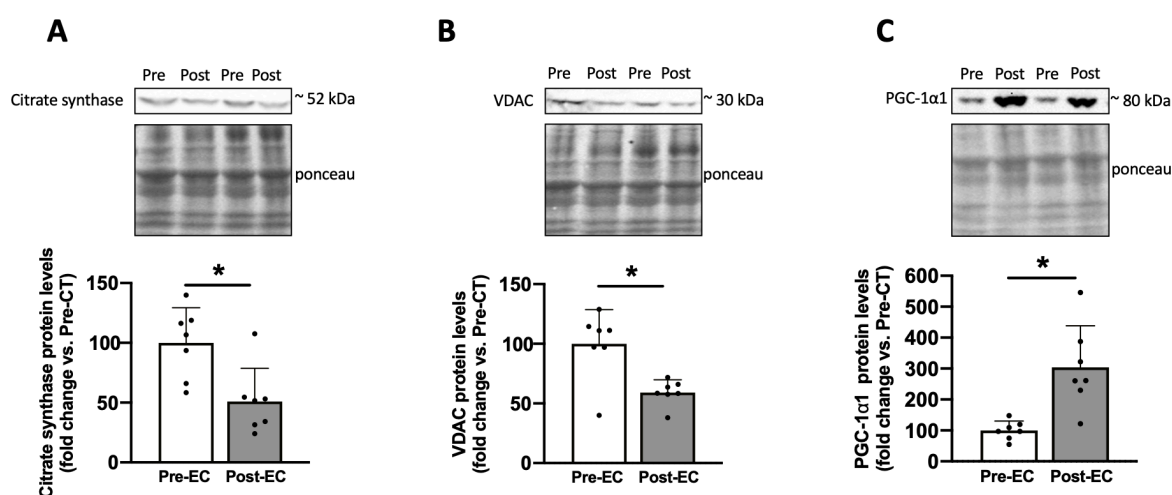 A
Pre Post Pre Post
Citrate synthase
~ 52 kDa
ponceau
Citrate synthase protein levels
(fold change vs. Pre-CT)
150
100
50
0
*
Pre-EC Post-EC
B
Pre Post Pre Post
VDAC
~ 30 kDa
ponceau
VDAC protein levels
(fold change vs. Pre-CT)
150
100
50
0
*
Pre-EC Post-EC
C
Pre Post Pre Post
PGC-1α1
~ 80 kDa
ponceau
PGC-1α1 protein levels
(fold change vs. Pre-CT)
600
500
400
300
200
100
0
*
Pre-EC Post-EC